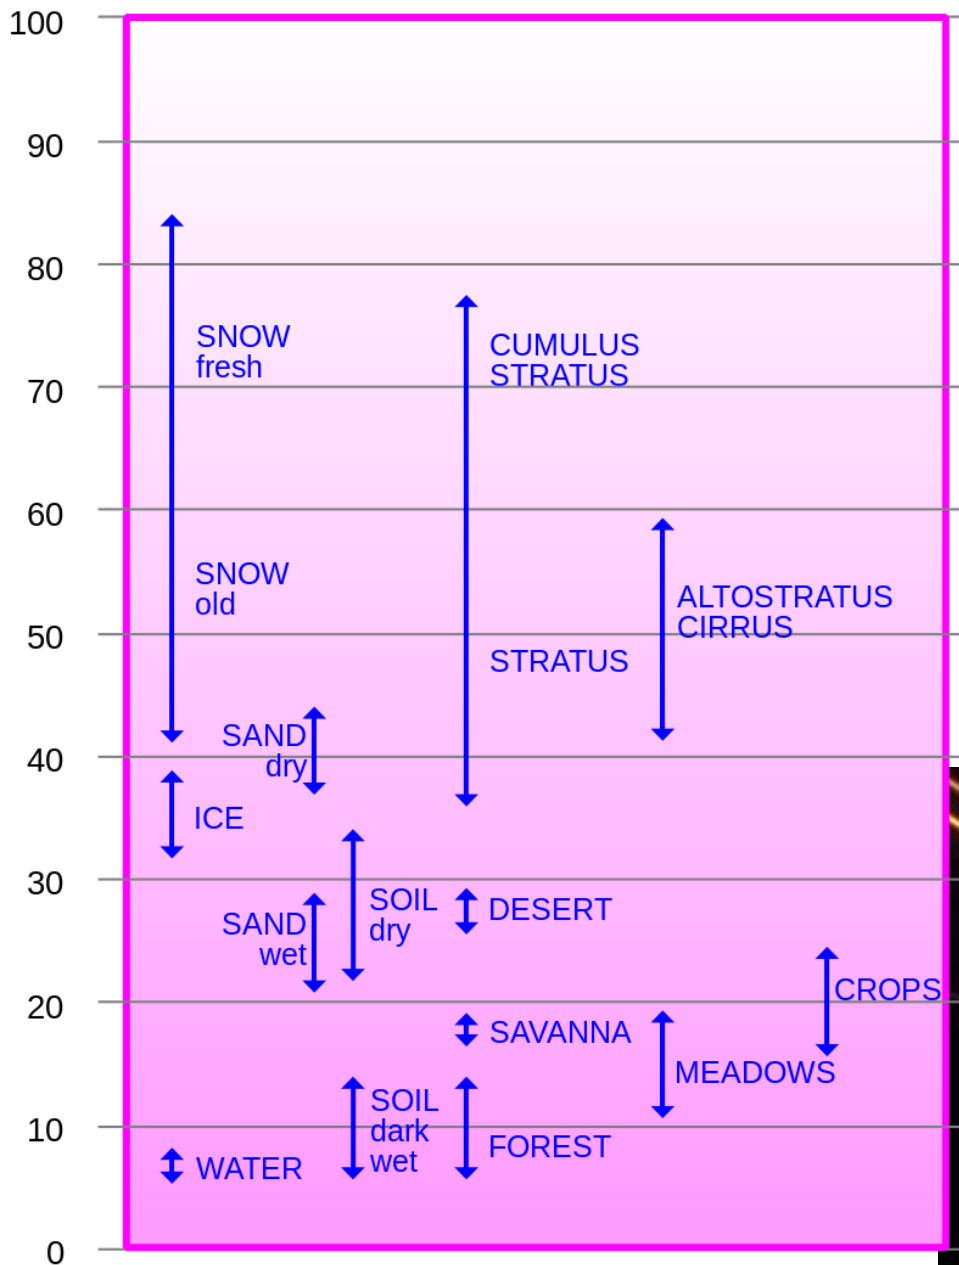 100
90
80
70
60
50
40
30
20
10
0
SNOW
fresh
CUMULUS
STRATUS
SNOW
old
ALTOSTRATUS
CIRRUS
STRATUS
SAND
dry
ICE
SOIL
dry
DESERT
SAND
wet
CROPS
SAVANNA
MEADOWS
SOIL
dark
wet
FOREST
WATER